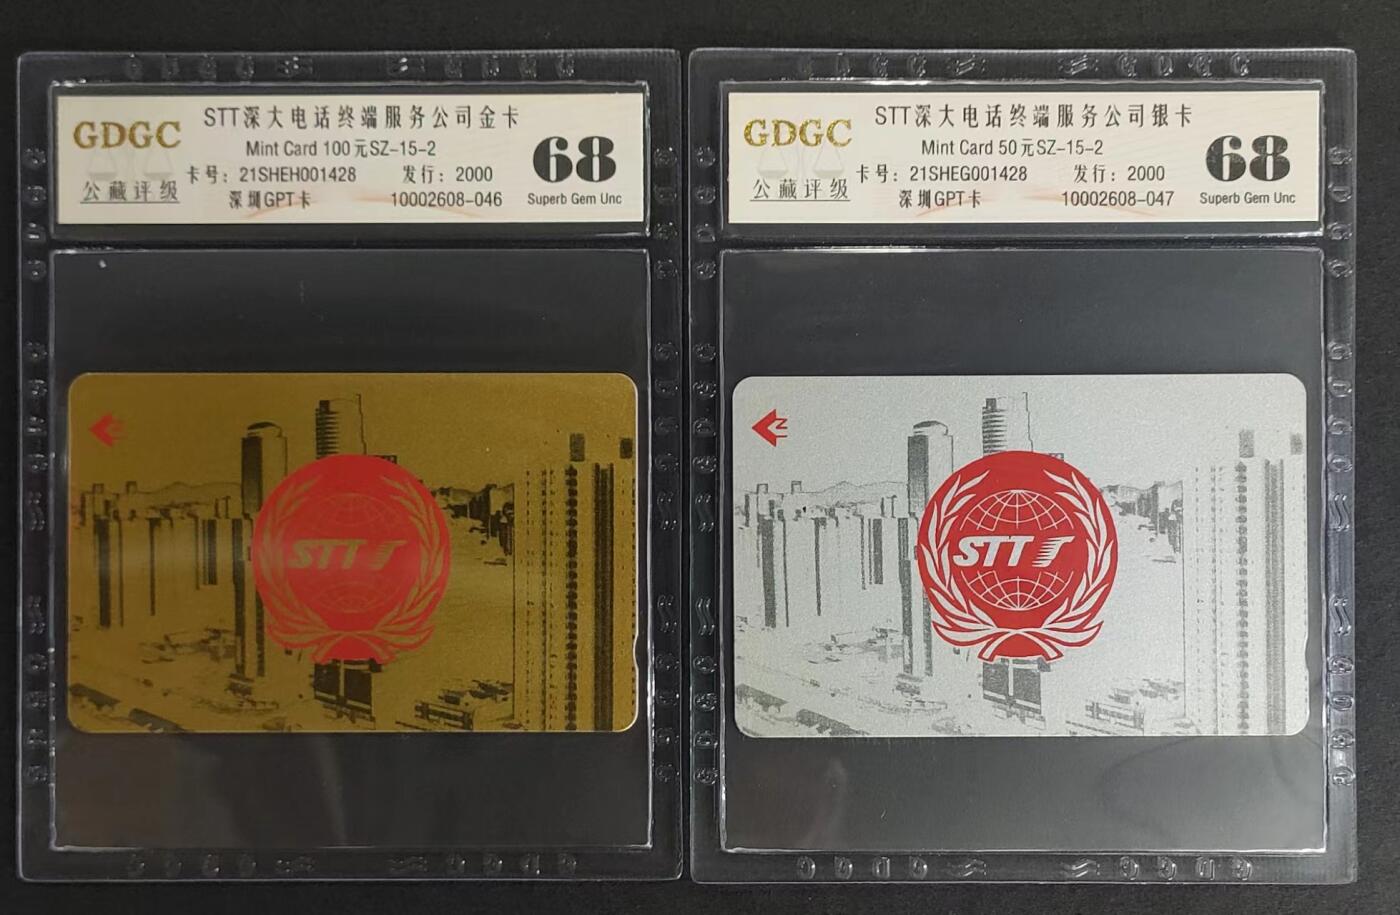 GDGC
公藏评级
STT深大电话终端服务公司金卡
Mint Card 100元SZ-15-2
卡号：21SHEH001428 发行：2000
深圳GPT卡 10002608-046
68
Superb Gem Unc
STT
GDGC
公藏评级
STT深大电话终端服务公司银卡
Mint Card 50元SZ-15-2
卡号：21SHEG001428 发行：2000
深圳GPT卡 10002608-047
68
Superb Gem Unc
STT